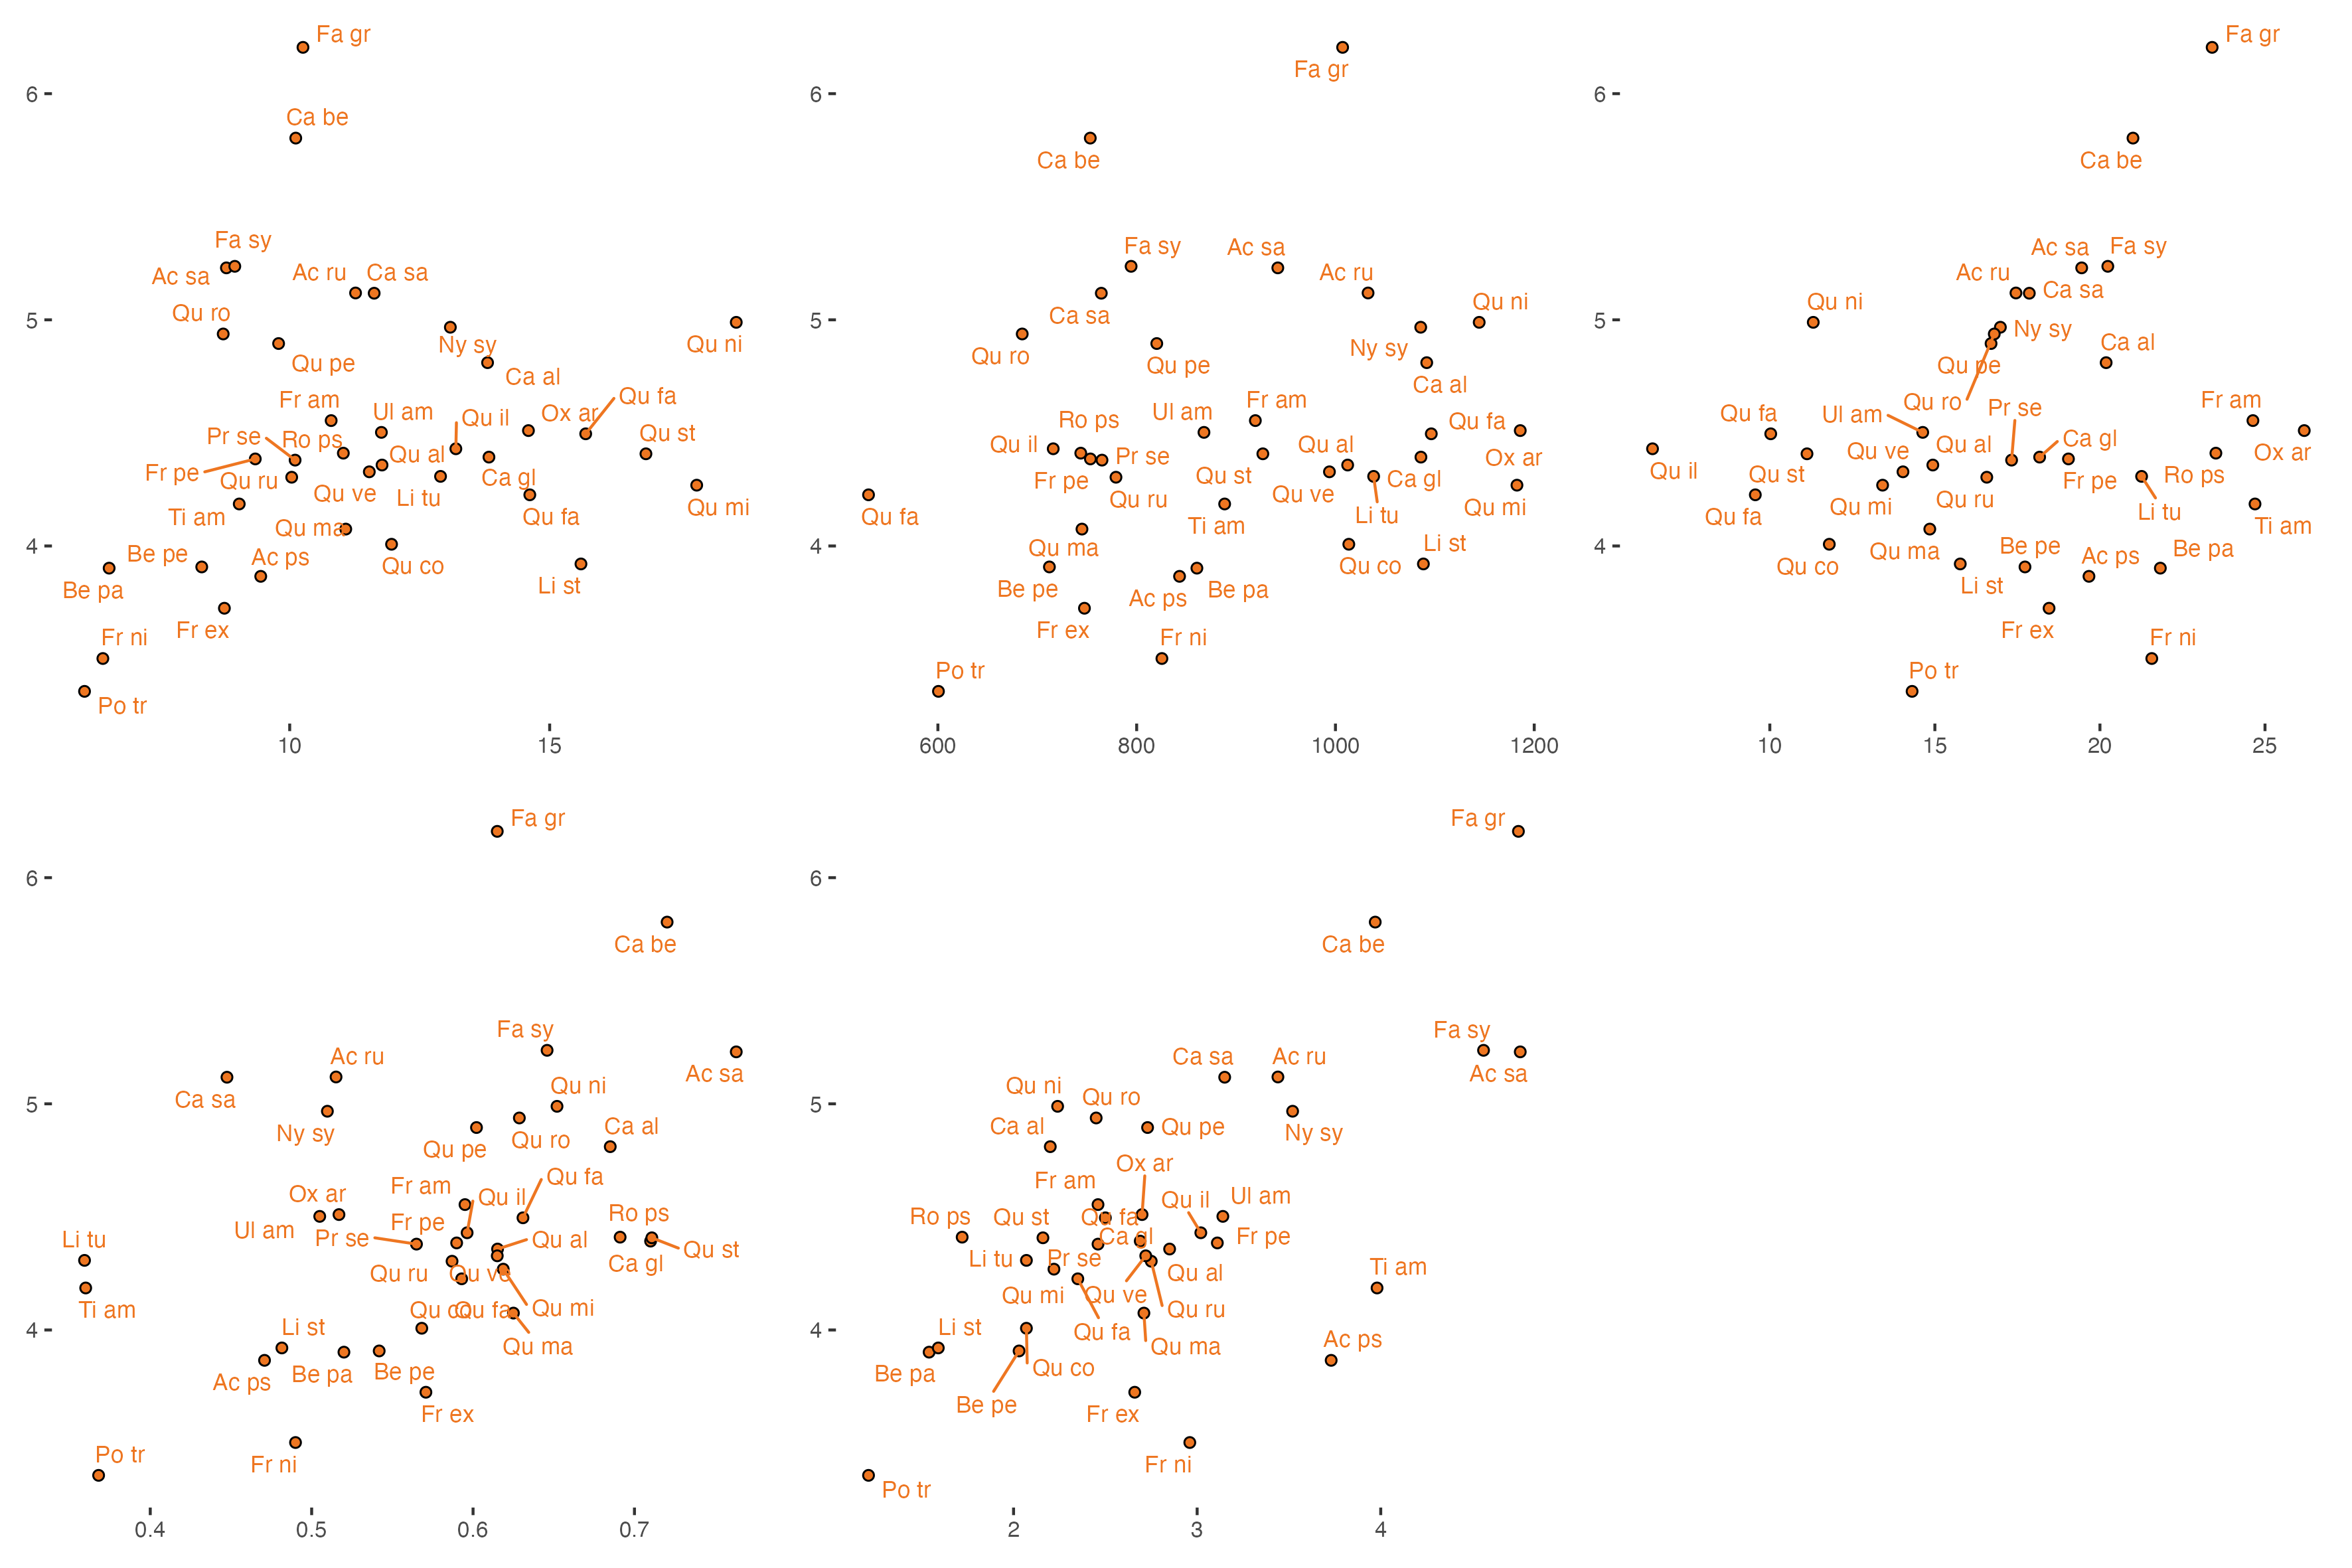 Fa gr
6
Ca be
Fa sy
Ac sa
Ac ru
Ca sa
Qu ro
5
Ny sy
Qu ni
Qu pe
Ca al
Fr am
Ul am
Qu il
Ox ar
Qu fa
Pr se
Ro ps
Qu st
Fr pe
Qu al
Qu ru
Qu ve
Li tu
Ca gl
Qu mi
Ti am
Qu ma
Qu fa
4
Be pe
Ac ps
Qu co
Be pa
Li st
Fr ni
Fr ex
Po tr
10
15
6
Fa gr
Ca be
Fa sy
Ac sa
Ac ru
Qu ni
Ca sa
5
Qu ro
Qu pe
Ny sy
Ca al
Ro ps
Ul am
Fr am
Qu fa
Qu il
Pr se
Qu al
Ox ar
Fr pe
Qu ru
Qu st
Qu ve
Ca gl
Qu mi
Qu fa
Ti am
Li tu
Qu ma
4
Li st
Be pe
Ac ps
Be pa
Qu co
Fr ex
Fr ni
Po tr
600
800
1000
1200
Fa gr
6
Ca be
Ac sa
Fa sy
Ac ru
Ca sa
Qu ni
5
Ny sy
Ca al
Qu pe
Qu ro
Pr se
Fr am
Qu fa
Ul am
Qu ve
Qu al
Ca gl
Ox ar
Qu il
Qu st
Ro ps
Qu mi
Qu ru
Fr pe
Qu fa
Li tu
Ti am
Qu ma
Be pe
Be pa
4
Qu co
Ac ps
Li st
Fr ex
Fr ni
Po tr
10
15
20
25
Fa gr
6
Ca be
Fa sy
Ac ru
Ac sa
Ca sa
Qu ni
5
Ny sy
Qu ro
Ca al
Qu pe
Qu fa
Fr am
Ox ar
Qu il
Fr pe
Ro ps
Ul am
Pr se
Qu al
Qu st
Li tu
Ca gl
Qu ru
Qu ve
Ti am
Qu co
Qu fa
Qu mi
4
Li st
Qu ma
Ac ps
Be pa
Be pe
Fr ex
Po tr
Fr ni
0.4
0.5
0.6
0.7
Fa gr
6
Ca be
Fa sy
Ca sa
Ac ru
Ac sa
Qu ni
Qu ro
5
Ca al
Qu pe
Ny sy
Ox ar
Fr am
Qu il
Ul am
Ro ps
Qu st
Qu fa
Ca gl
Fr pe
Li tu
Pr se
Qu al
Ti am
Qu mi
Qu ve
Qu ru
4
Li st
Qu fa
Qu ma
Ac ps
Be pa
Qu co
Be pe
Fr ex
Fr ni
Po tr
2
3
4